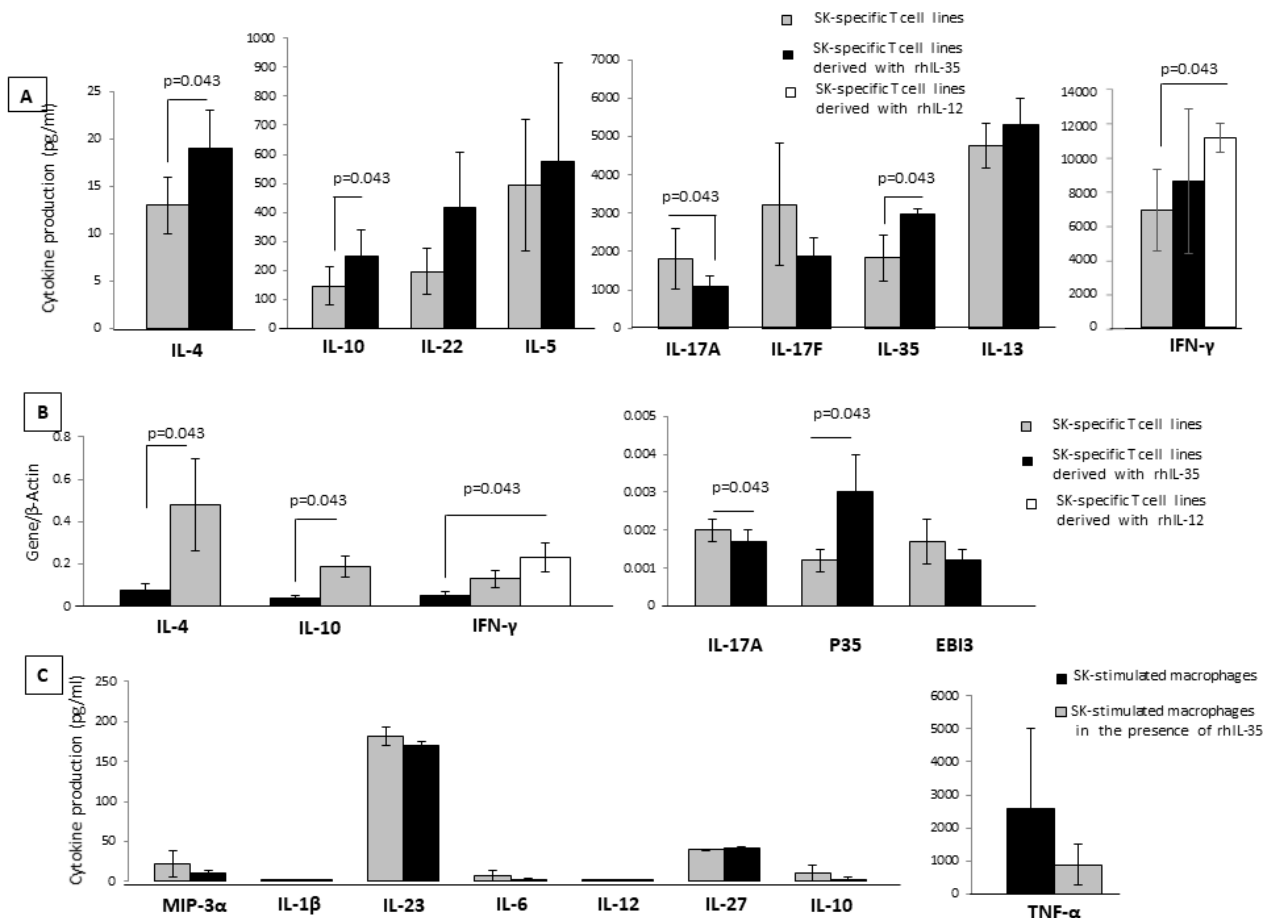 A
Cytokine production (pg/ml)
25
20
15
10
5
0
p=0.043
IL-4
1000
900
800
700
600
500
400
300
200
100
0
p=0.043
IL-10 IL-22 IL-5
7000
6000
5000
4000
3000
2000
1000
0
p=0.043
p=0.043
IL-17A IL-17F IL-35 IL-13
SK-specific T cell lines
SK-specific T cell lines
derived with rhIL-35
SK-specific T cell lines
derived with rhIL-12
14000
12000
10000
8000
6000
4000
2000
0
p=0.043
IFN-γ
B
Gene/β-Actin
0.8
0.6
0.4
0.2
0
p=0.043
p=0.043
p=0.043
IL-4 IL-10 IFN-γ
0.005
0.004
0.003
0.002
0.001
0
p=0.043
p=0.043
IL-17A P35 EBI3
SK-specific T cell lines
SK-specific T cell lines
derived with rhIL-35
SK-specific T cell lines
derived with rhIL-12
C
Cytokine production (pg/ml)
250
200
150
100
50
0
MIP-3α IL-1β IL-23 IL-6 IL-12 IL-27 IL-10
6000
5000
4000
3000
2000
1000
0
TNF-α
SK-stimulated macrophages
SK-stimulated macrophages
in the presence of rhIL-35